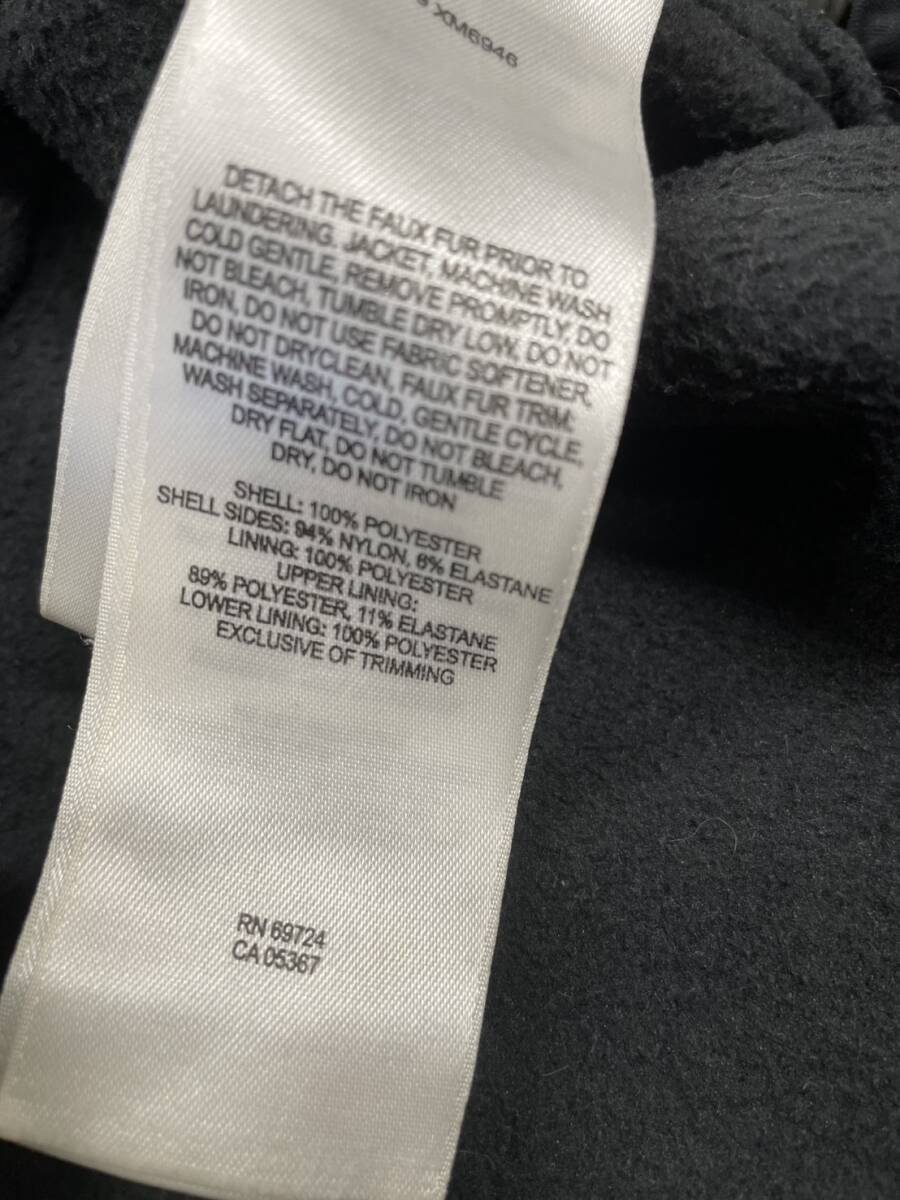 XM6946
DETACH THE FAUX FUR PRIOR TO
LAUNDERING. JACKET, MACHINE WASH
COLD GENTLE, REMOVE PROMPTLY, DO
NOT BLEACH, TUMBLE DRY LOW, DO NOT
IRON, DO NOT USE FABRIC SOFTENER,
DO NOT DRYCLEAN, FAUX FUR TRIM:
MACHINE WASH, COLD, GENTLE CYCLE,
WASH SEPARATELY, DO NOT BLEACH,
DRY FLAT, DO NOT TUMBLE
DRY, DO NOT IRON
SHELL: 100% POLYESTER
SHELL SIDES: 94% NYLON, 6% ELASTANE
LINING: 100% POLYESTER
UPPER LINING:
89% POLYESTER, 11% ELASTANE
LOWER LINING: 100% POLYESTER
EXCLUSIVE OF TRIMMING
RN 69724
CA 05367